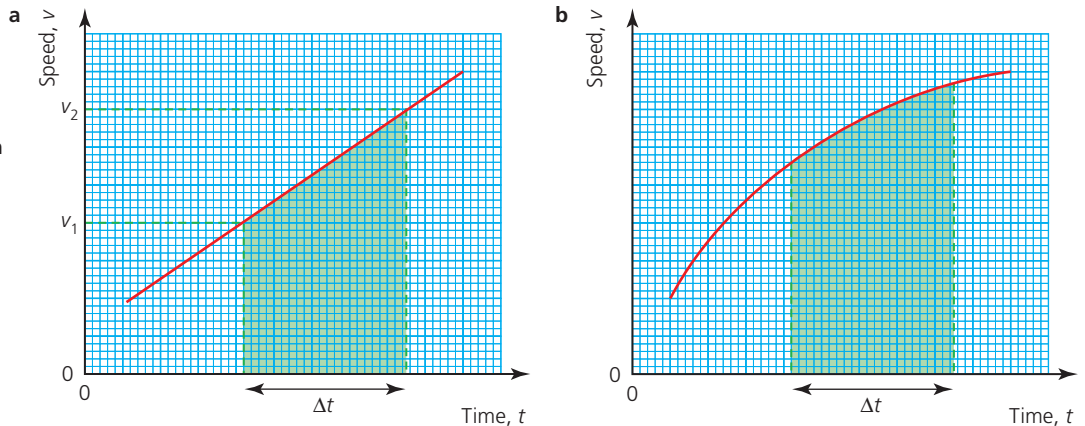 a
Speed, v
v2
v1
0
0
Δt
Time, t
n
b
Speed, v
0
0
Δt
Time, t